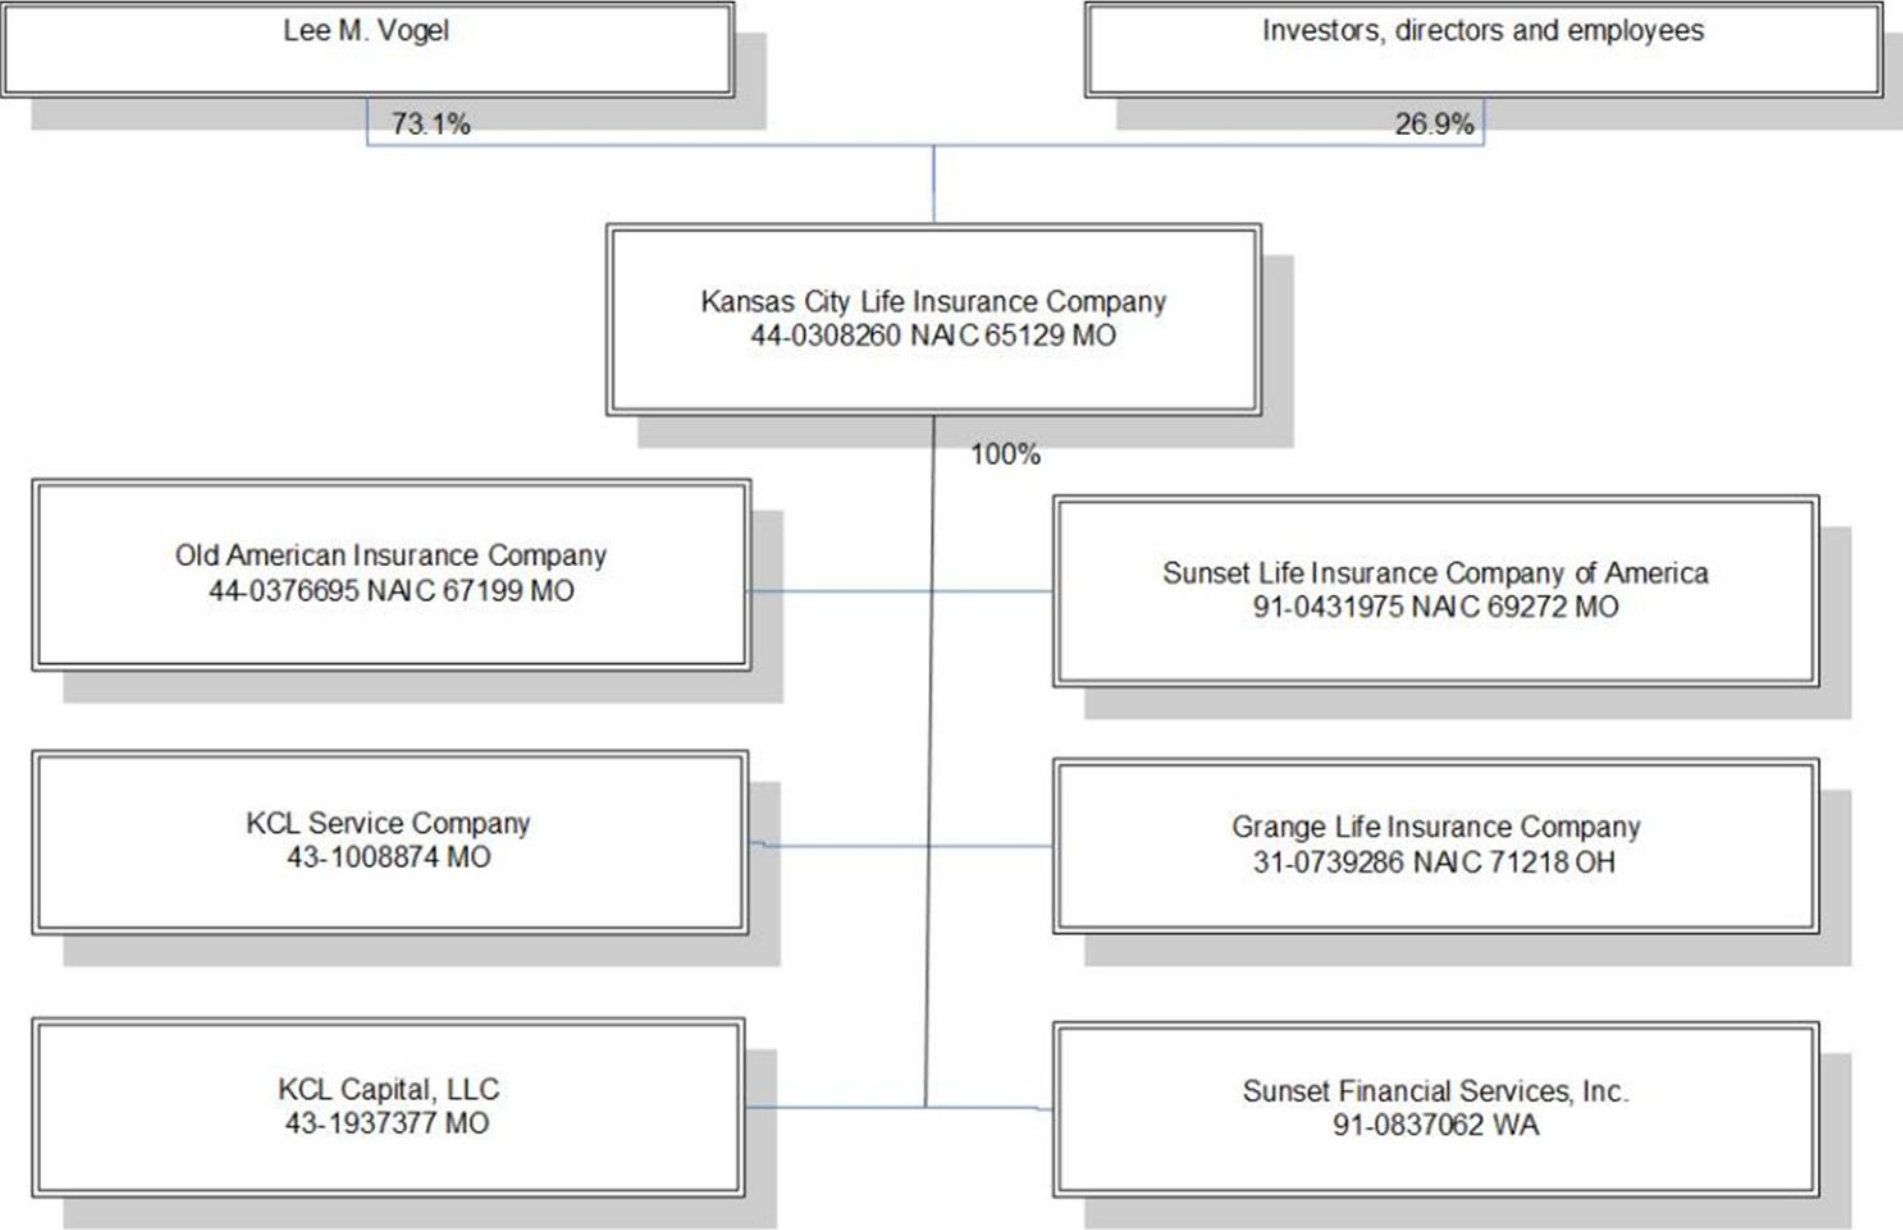 Lee M. Vogel
Investors, directors and employees
73.1%
26.9%
Kansas City Life Insurance Company
44-0308260 NAIC 65129 MO
100%
Old American Insurance Company
44-0376695 NAIC 67199 MO
Sunset Life Insurance Company of America
91-0431975 NAIC 69272 MO
KCL Service Company
43-1008874 MO
Grange Life Insurance Company
31-0739286 NAIC 71218 OH
KCL Capital, LLC
43-1937377 MO
Sunset Financial Services, Inc.
91-0837062 WA